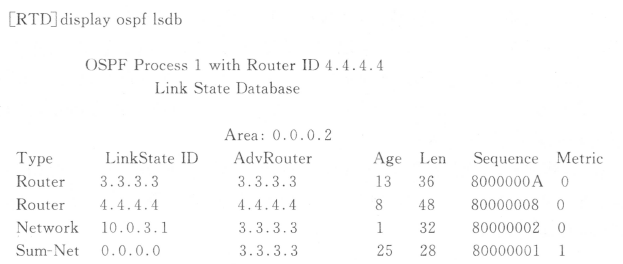 [RTD]display ospf lsdb
OSPF Process 1 with Router ID 4.4.4.4
Link State Database
Area: 0.0.0.2
Type LinkState ID AdvRouter Age Len Sequence Metric
Router 3.3.3.3 3.3.3.3 13 36 8000000A 0
Router 4.4.4.4 4.4.4.4 8 48 80000008 0
Network 10.0.3.1 3.3.3.3 1 32 80000002 0
Sum-Net 0.0.0.0 3.3.3.3 25 28 80000001 1